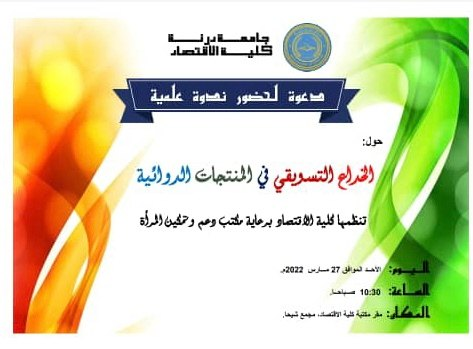 جامعة درنة
كلية الاقتصاد
دعوة لحضور ندوة علمية
حول:
الخداع التسويقي في المنتجات الدوائية
تنظمها كلية الاقتصاد برعاية مكتب دعم وتمكين المرأة
اليوم: الاحد الموافق 27 مارس 2022م.
الساعة: 10:30 صباحا.
المكان: مقر مكتبة كلية الاقتصاد، مجمع شيحا.